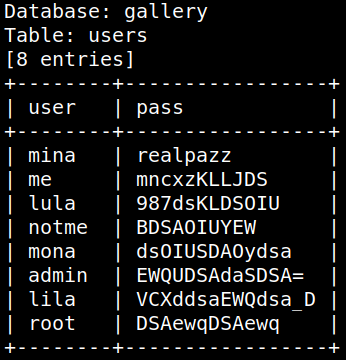 Database: gallery
Table: users
[8 entries]
+--------+----------------+
| user   | pass           |
+--------+----------------+
| mina   | realpazz       |
| me     | mncxzKLLJDS    |
| lula   | 987dsKLDSOIU   |
| notme  | BDSAOIUYEW     |
| mona   | dsOIUSDAOydsa  |
| admin  | EWQUDSAdaSDSA= |
| lila   | VCXddsaEWQdsa_D |
| root   | DSAewqDSAewq   |
+--------+----------------+